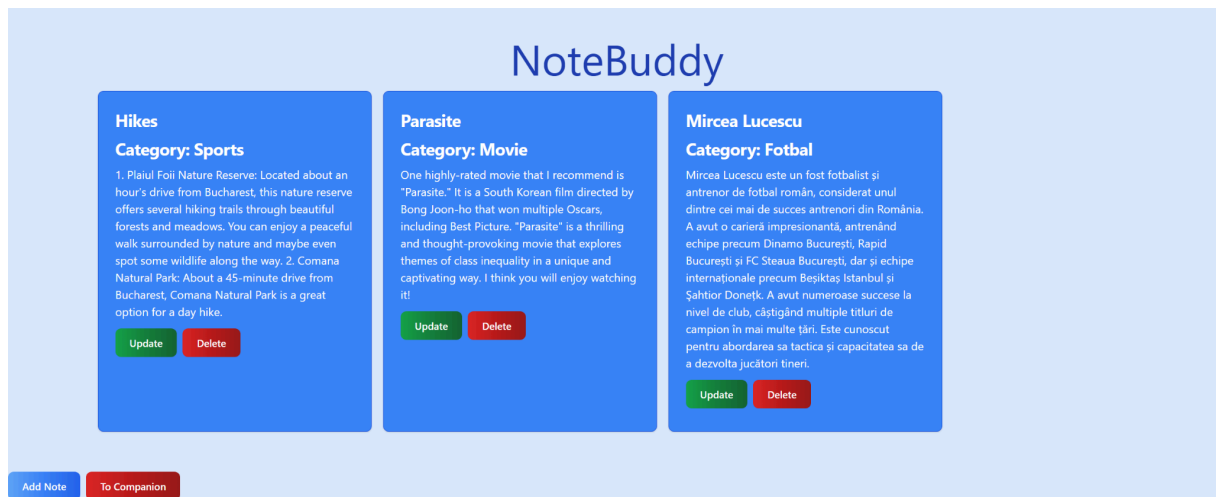 NoteBuddy
Hikes
Category: Sports
1. Plaiul Foii Nature Reserve: Located about an
hour's drive from Bucharest, this nature reserve
offers several hiking trails through beautiful
forests and meadows. You can enjoy a peaceful
walk surrounded by nature and maybe even
spot some wildlife along the way. 2. Comana
Natural Park: About a 45-minute drive from
Bucharest, Comana Natural Park is a great
option for a day hike.
Update Delete
Parasite
Category: Movie
One highly-rated movie that I recommend is
"Parasite." It is a South Korean film directed by
Bong Joon-ho that won multiple Oscars,
including Best Picture. "Parasite" is a thrilling
and thought-provoking movie that explores
themes of class inequality in a unique and
captivating way. I think you will enjoy watching
it!
Update Delete
Mircea Lucescu
Category: Fotbal
Mircea Lucescu este un fost fotbalist și
antrenor de fotbal român, considerat unul
dintre cei mai de succes antrenori din România.
A avut o carieră impresionantă, antrenând
echipe precum Dinamo București, Rapid
București și FC Steaua București, dar și echipe
internaționale precum Beșiktaș Istanbul și
Șahtior Donețk. A avut numeroase succese la
nivel de club, câștigând multiple titluri de
campion în mai multe țări. Este cunoscut
pentru abordarea sa tactica și capacitatea sa de
a dezvolta jucători tineri.
Update Delete
Add Note To Companion